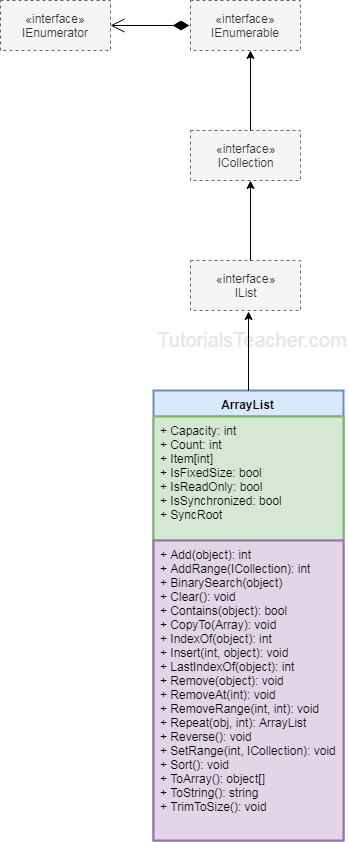 «interface»
IEnumerator
«interface»
IEnumerable
«interface»
ICollection
«interface»
IList
TutorialsTeacher.com
ArrayList
+ Capacity: int
+ Count: int
+ Item[int]
+ IsFixedSize: bool
+ IsReadOnly: bool
+ IsSynchronized: bool
+ SyncRoot
+ Add(object): int
+ AddRange(ICollection): int
+ BinarySearch(object)
+ Clear(): void
+ Contains(object): bool
+ CopyTo(Array): void
+ IndexOf(object): int
+ Insert(int, object): void
+ LastIndexOf(object): int
+ Remove(object): void
+ RemoveAt(int): void
+ RemoveRange(int, int): void
+ Repeat(obj, int): ArrayList
+ Reverse(): void
+ SetRange(int, ICollection): void
+ Sort(): void
+ ToArray(): object[]
+ ToString(): string
+ TrimToSize(): void